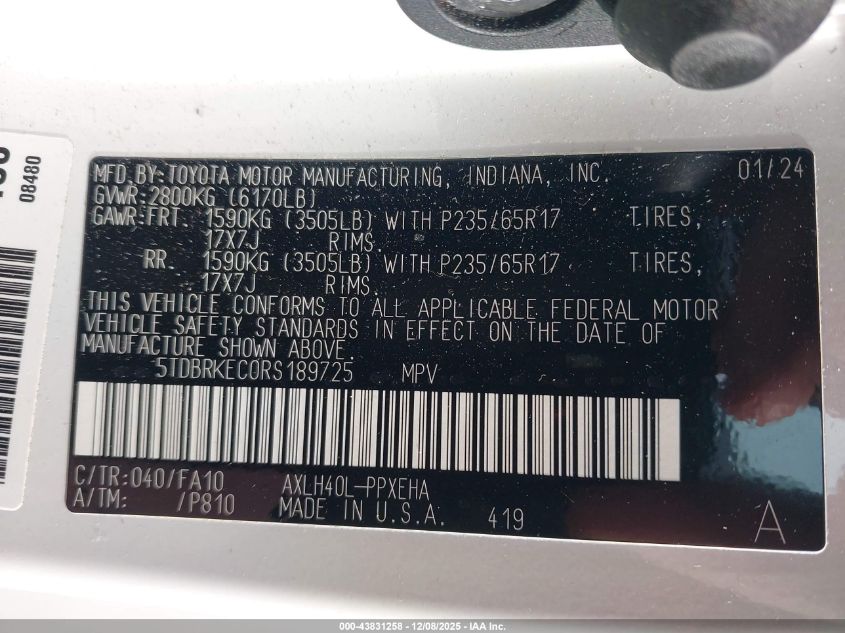 08480
MFD. BY: TOYOTA MOTOR MANUFACTURING, INDIANA, INC. 01/24
GVWR: 2800KG (6170LB)
GAWR: FRT. 1590KG (3505LB) WITH P235/65R17 TIRES,
17X7J RIMS.
RR. 1590KG (3505LB) WITH P235/65R17 TIRES,
17X7J RIMS.
THIS VEHICLE CONFORMS TO ALL APPLICABLE FEDERAL MOTOR
VEHICLE SAFETY STANDARDS IN EFFECT ON THE DATE OF
MANUFACTURE SHOWN ABOVE.
5TDBRKEC0RS189725 MPV
C/TR: 040/FA10 AXLH40L-PPXEHA
A/TM: /P810 MADE IN U.S.A. 419 A
000-43831258 - 12/08/2025 - IAA Inc.